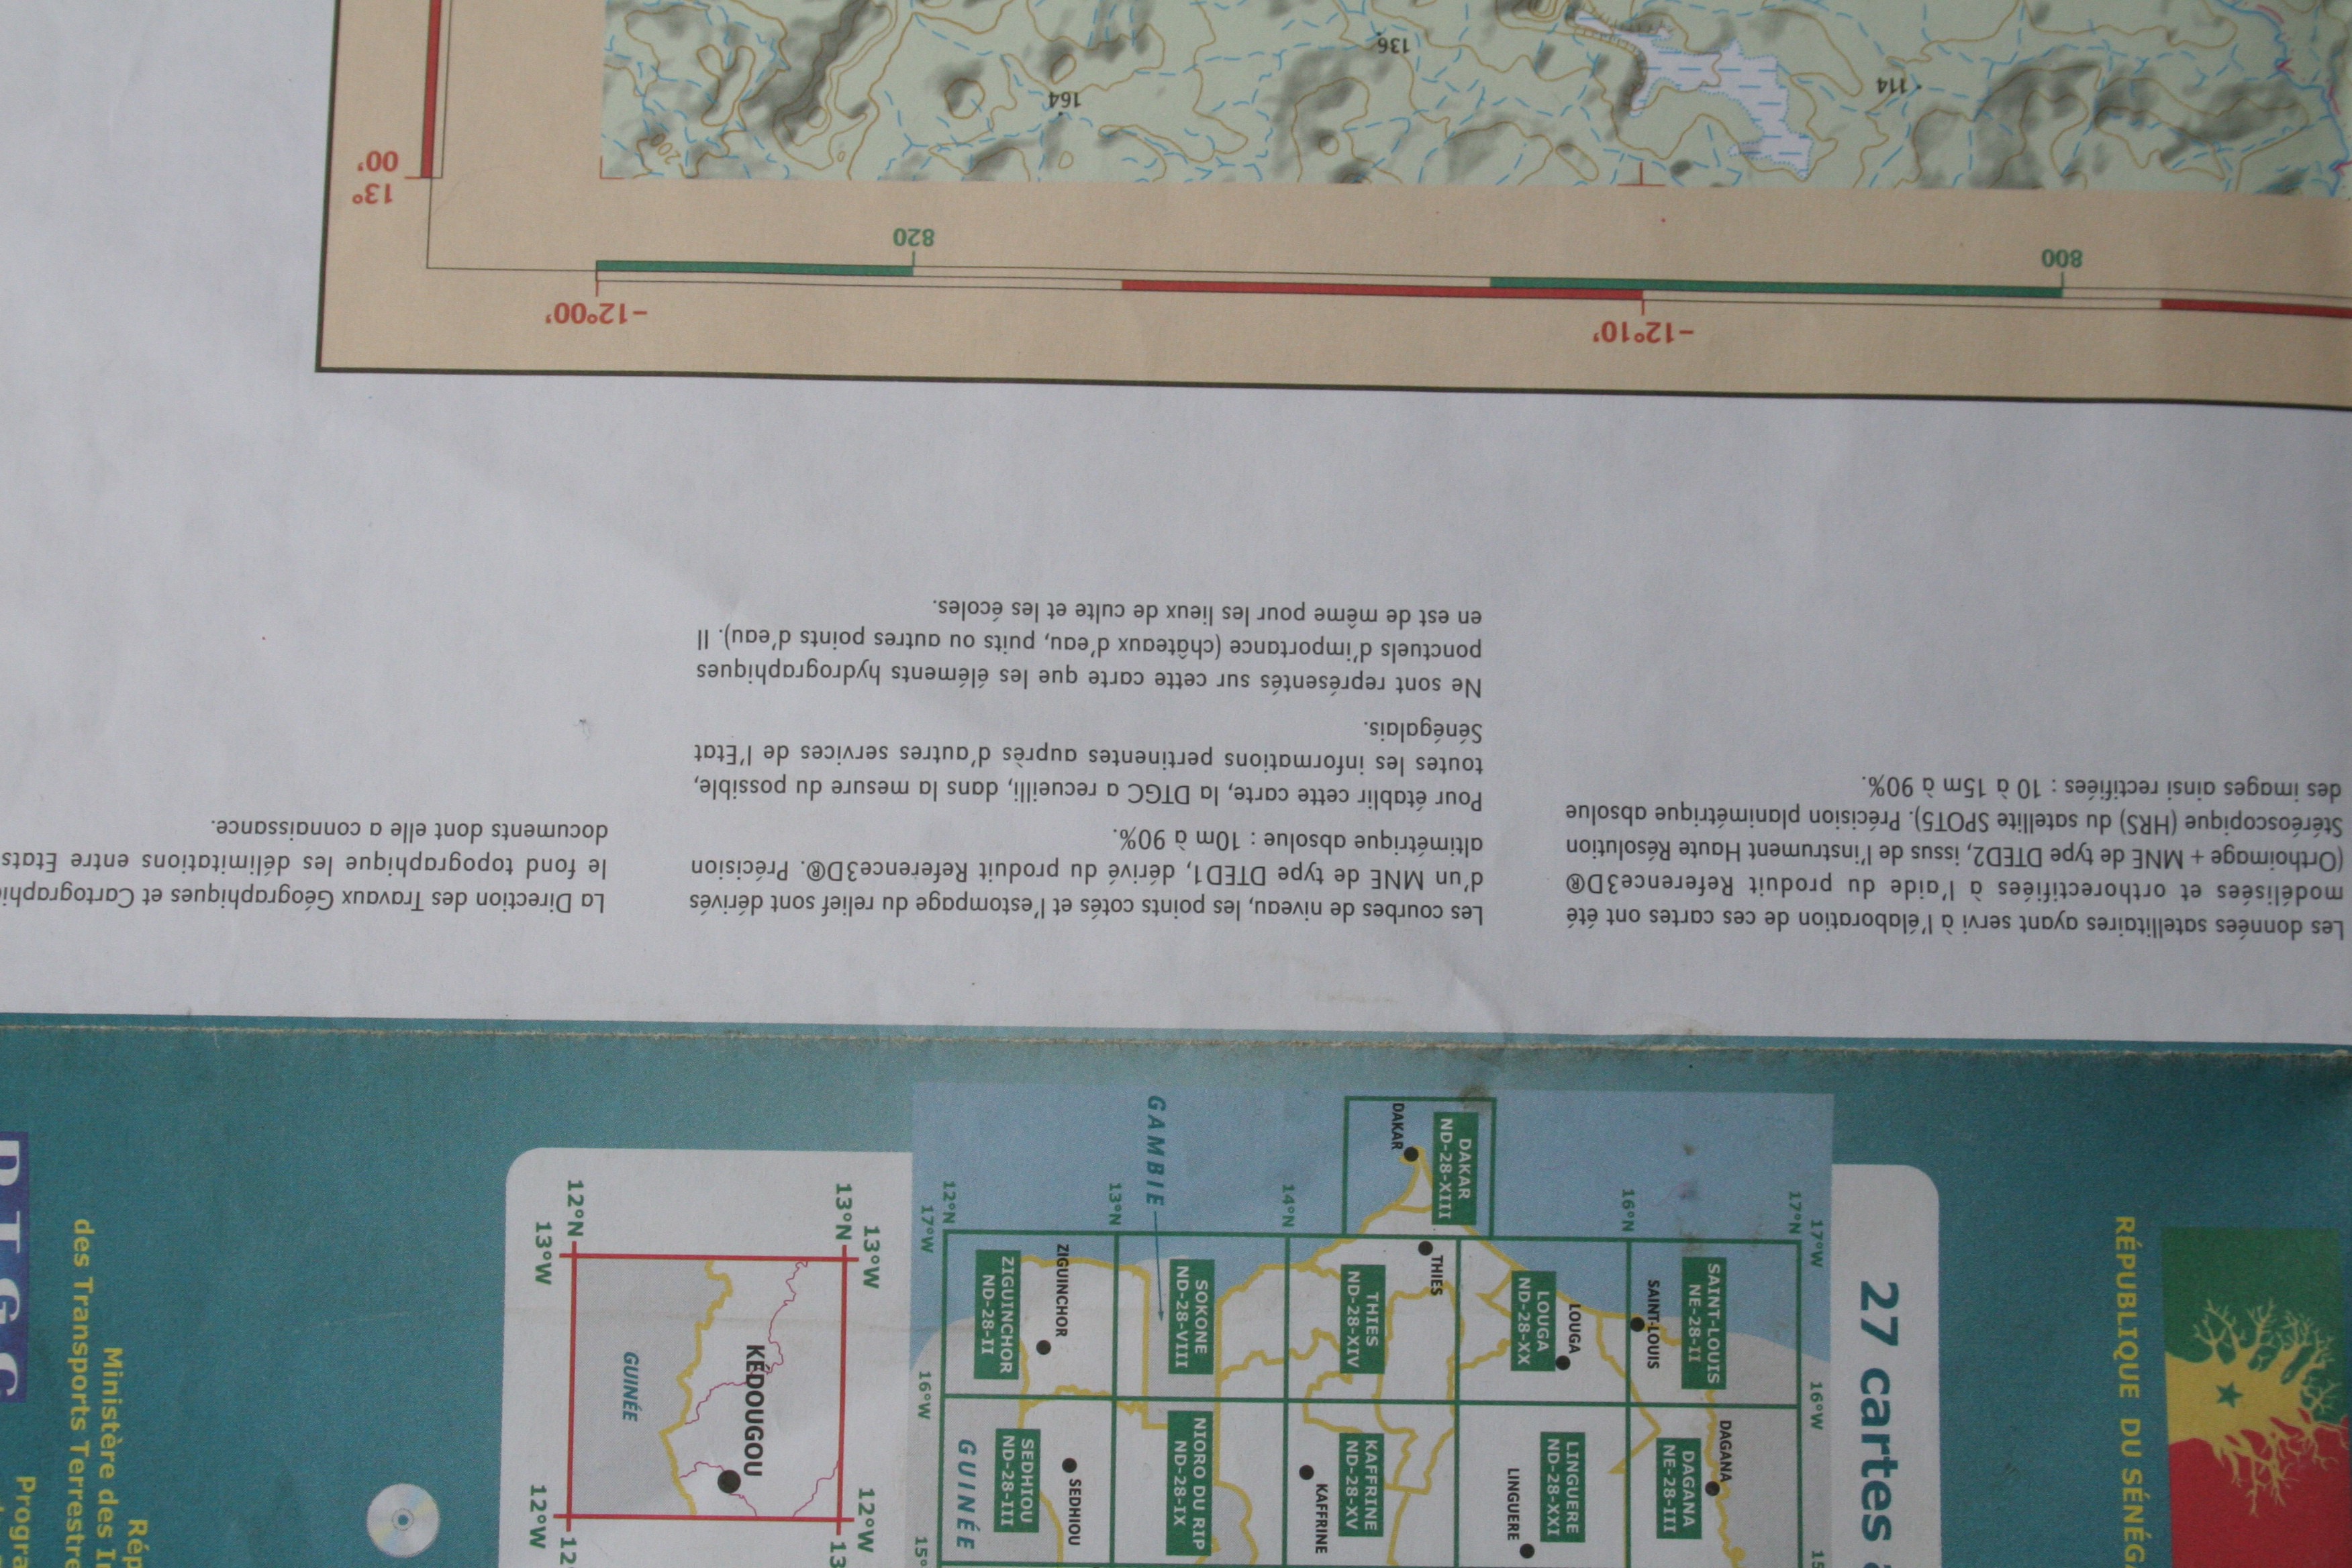 114
136
164
200
13°
00'
800
820
-12°10'
-12°00'
Les données satellitaires ayant servi à l'élaboration de ces cartes ont été
modélisées et orthorectifiées à l'aide du produit Reference3D®
(Orthoimage + MNE de type DTED2, issus de l'instrument Haute Résolution
Stéréoscopique (HRS) du satellite SPOT5). Précision planimétrique absolue
des images ainsi rectifiées : 10 à 15m à 90%.
Les courbes de niveau, les points cotés et l'estompage du relief sont dérivés
d'un MNE de type DTED1, dérivé du produit Reference3D®. Précision
altimétrique absolue : 10m à 90%.
Pour établir cette carte, la DTGC a recueilli, dans la mesure du possible,
toutes les informations pertinentes auprès d'autres services de l'Etat
Sénégalais.
Ne sont représentés sur cette carte que les éléments hydrographiques
ponctuels d'importance (châteaux d'eau, puits ou autres points d'eau). Il
en est de même pour les lieux de culte et les écoles.
La Direction des Travaux Géographiques et Cartographi
le fond topographique les délimitations entre Etats
documents dont elle a connaissance.
RÉPUBLIQUE DU SÉNÉG
27 cartes
17°N
17°W
16°W
16°N
14°N
13°N
12°N
17°W
16°W
15°
SAINT-LOUIS
NE-28-II
SAINT-LOUIS
DAGANA
DAGANA
NE-28-III
LOUGA
LOUGA
ND-28-XX
LINGUERE
ND-28-XXI
LINGUERE
DAKAR
ND-28-XIII
DAKAR
THIES
THIES
ND-28-XIV
KAFFRINE
ND-28-XV
KAFFRINE
GAMBIE
SOKONE
ND-28-VIII
NIORO DU RIP
ND-28-IX
ZIGUINCHOR
ZIGUINCHOR
ND-28-II
SEDHIOU
SEDHIOU
ND-28-III
GUINÉE
13°W
13°N
12°W
13
KÉDOUGOU
GUINÉE
12°N
13°W
12°W
12
Rép
Ministère des In
des Transports Terrestre
Progra